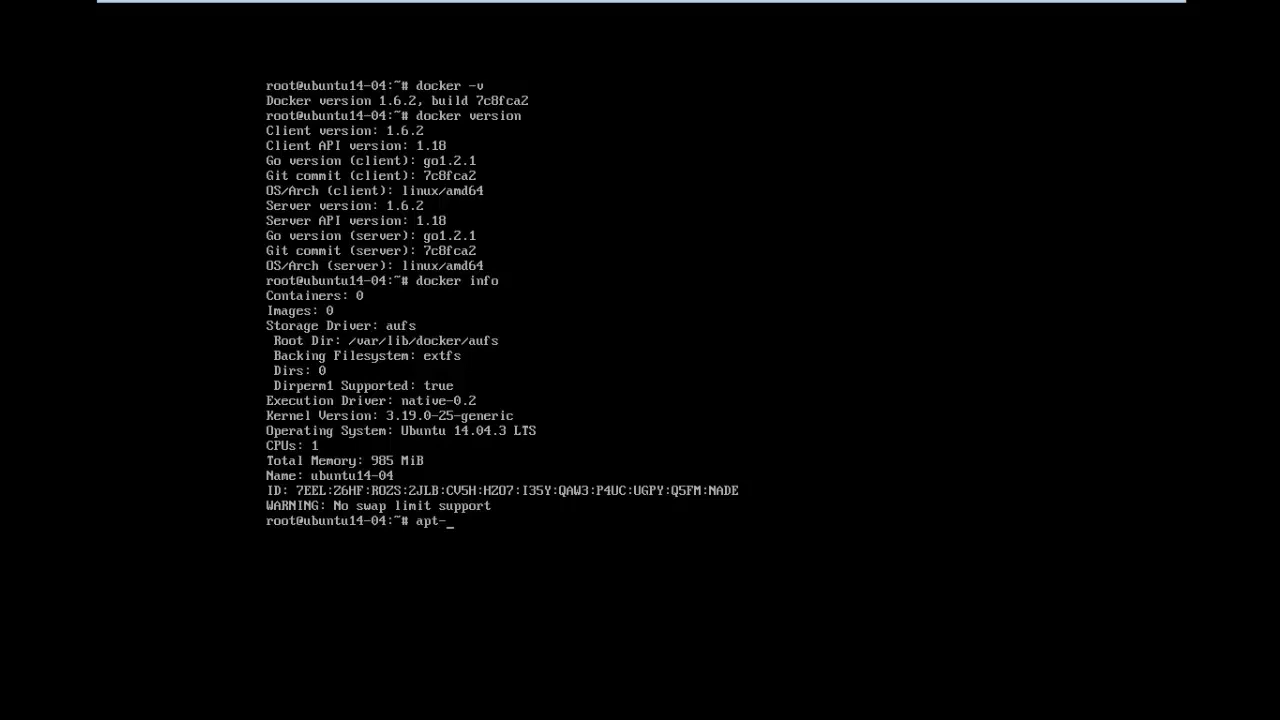 root@ubuntu14-04:~# docker -v
Docker version 1.6.2, build 7c8fca2
root@ubuntu14-04:~# docker version
Client version: 1.6.2
Client API version: 1.18
Go version (client): go1.2.1
Git commit (client): 7c8fca2
OS/Arch (client): linux/amd64
Server version: 1.6.2
Server API version: 1.18
Go version (server): go1.2.1
Git commit (server): 7c8fca2
OS/Arch (server): linux/amd64
root@ubuntu14-04:~# docker info
Containers: 0
Images: 0
Storage Driver: aufs
 Root Dir: /var/lib/docker/aufs
 Backing Filesystem: extfs
 Dirs: 0
 Dirperm1 Supported: true
Execution Driver: native-0.2
Kernel Version: 3.19.0-25-generic
Operating System: Ubuntu 14.04.3 LTS
CPUs: 1
Total Memory: 985 MiB
Name: ubuntu14-04
ID: 7EEL:Z6HF:ROZS:2JLB:CV5H:HZO7:I35Y:QAW3:P4UC:UGPY:Q5FM:NADE
WARNING: No swap limit support
root@ubuntu14-04:~# apt-_